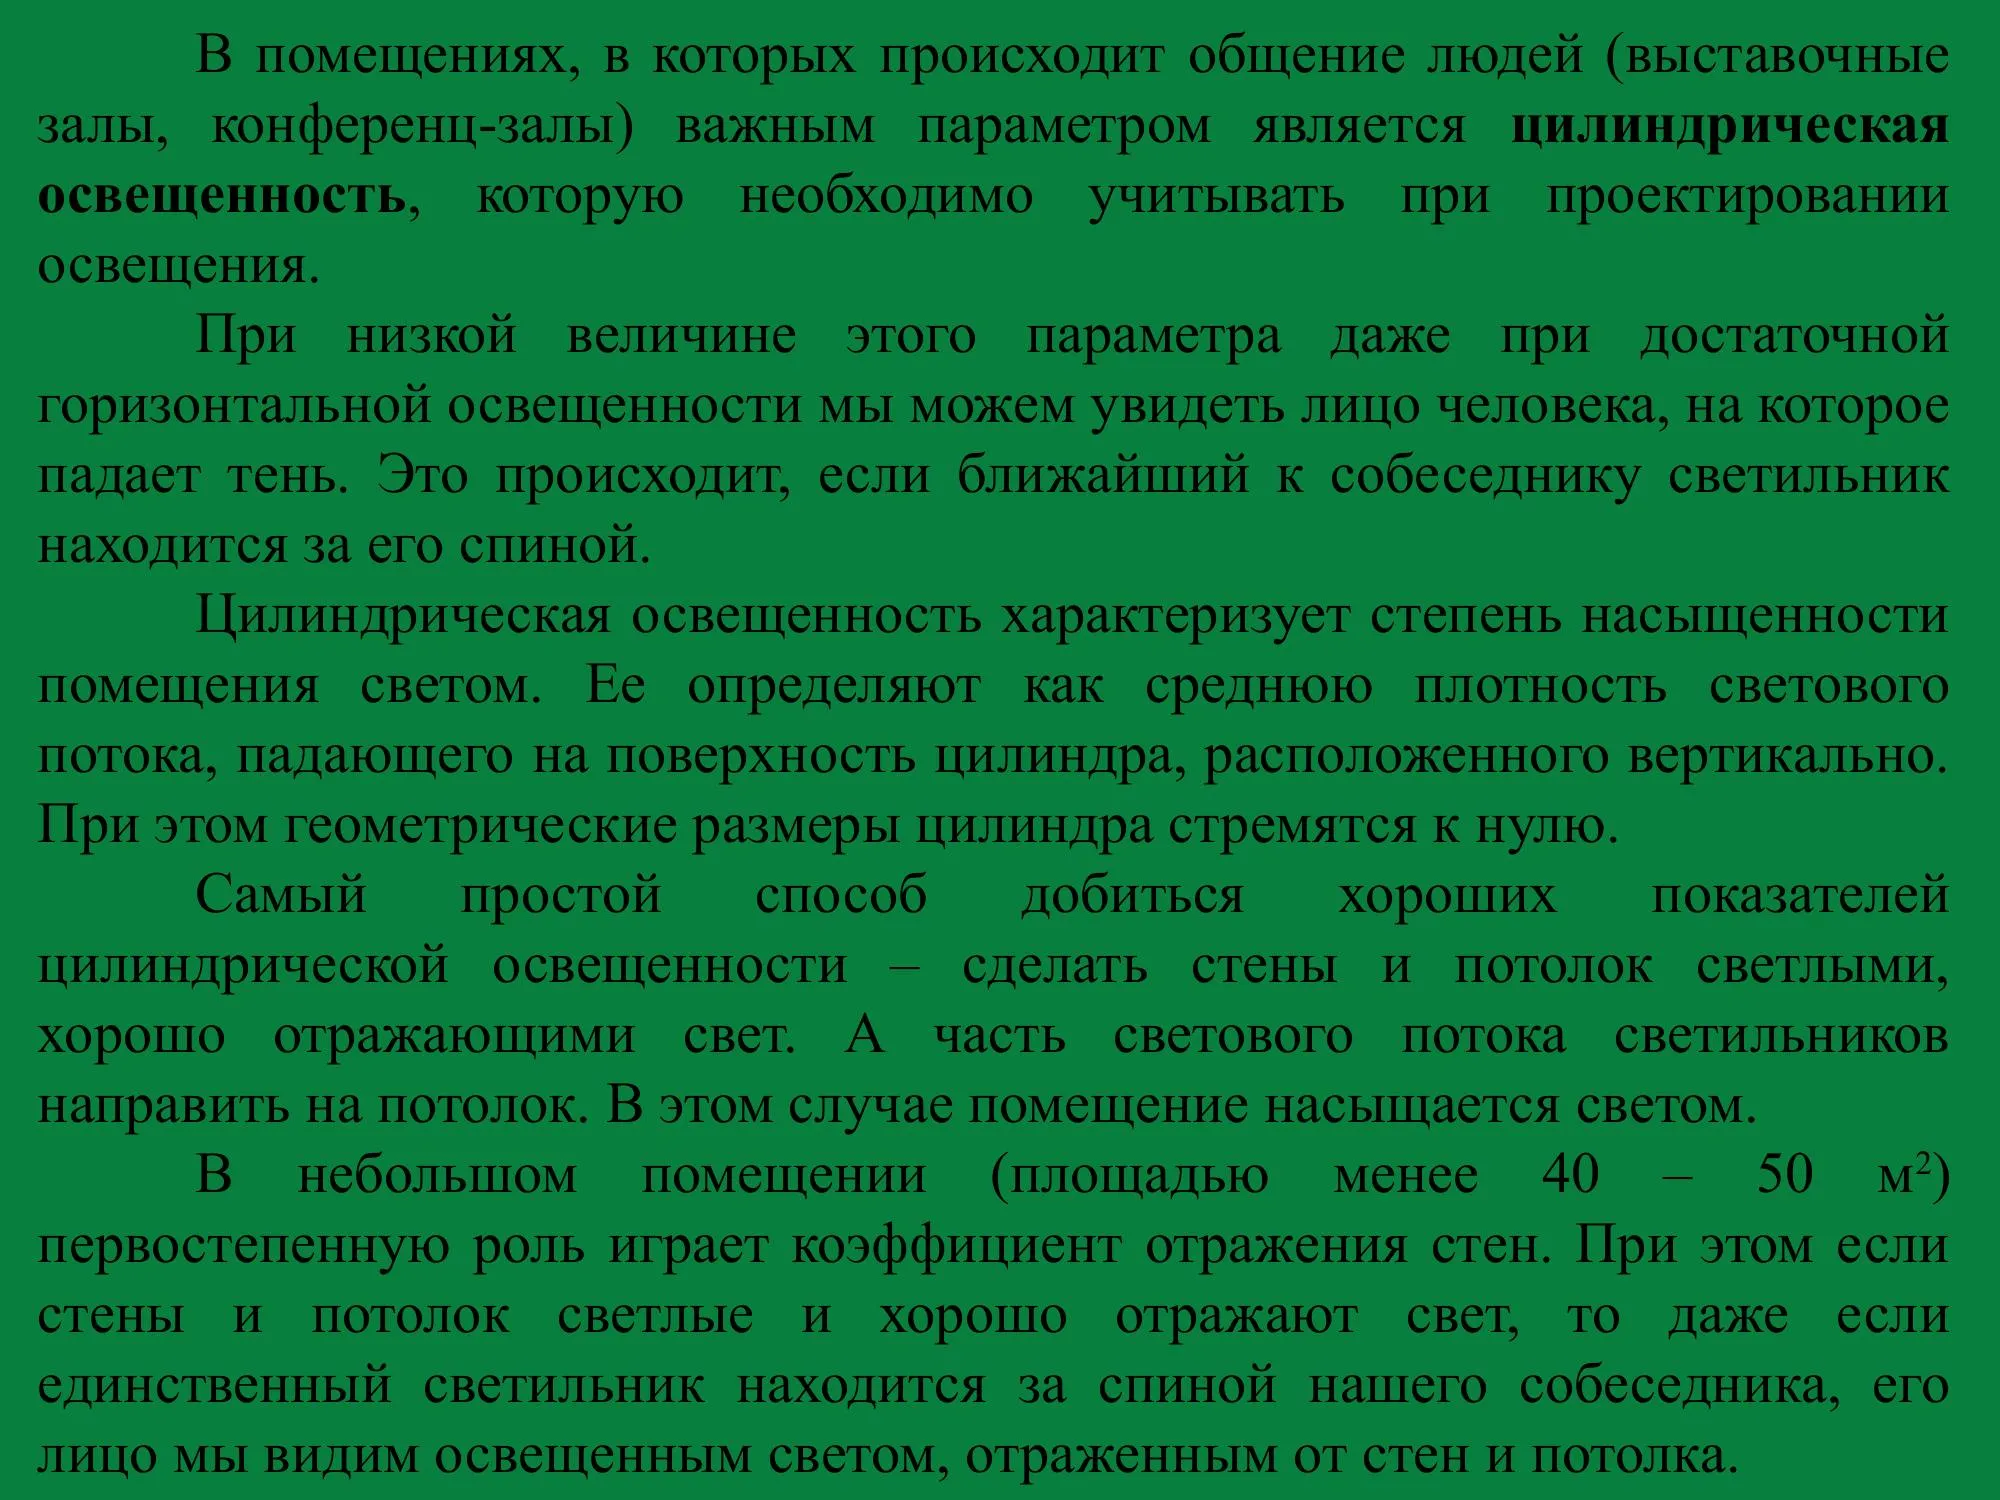 В помещениях, в которых происходит общение людей (выставочные
залы, конференц-залы) важным параметром является цилиндрическая
освещенность, которую необходимо учитывать при проектировании
освещения.
При низкой величине этого параметра даже при достаточной
горизонтальной освещенности мы можем увидеть лицо человека, на которое
падает тень. Это происходит, если ближайший к собеседнику светильник
находится за его спиной.
Цилиндрическая освещенность характеризует степень насыщенности
помещения светом. Ее определяют как среднюю плотность светового
потока, падающего на поверхность цилиндра, расположенного вертикально.
При этом геометрические размеры цилиндра стремятся к нулю.
Самый простой способ добиться хороших показателей
цилиндрической освещенности – сделать стены и потолок светлыми,
хорошо отражающими свет. А часть светового потока светильников
направить на потолок. В этом случае помещение насыщается светом.
В небольшом помещении (площадью менее 40 – 50 м²)
первостепенную роль играет коэффициент отражения стен. При этом если
стены и потолок светлые и хорошо отражают свет, то даже если
единственный светильник находится за спиной нашего собеседника, его
лицо мы видим освещенным светом, отраженным от стен и потолка.